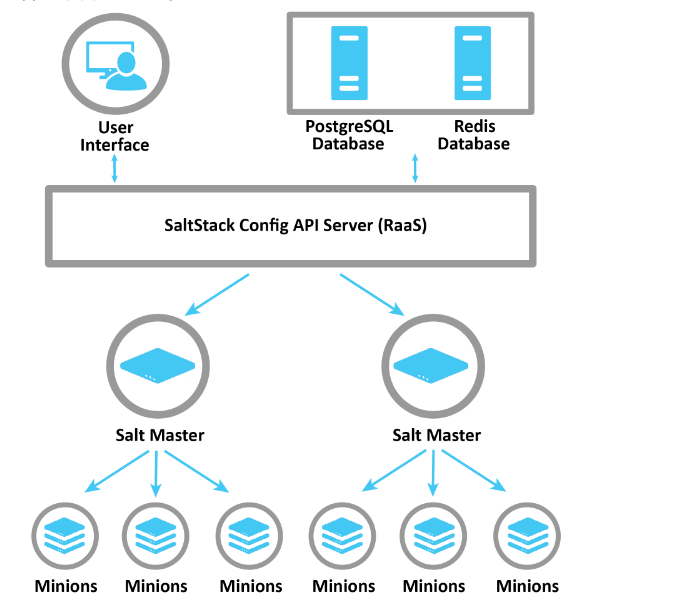 User
Interface
PostgreSQL
Database
Redis
Database
SaltStack Config API Server (RaaS)
Salt Master
Salt Master
Minions
Minions
Minions
Minions
Minions
Minions